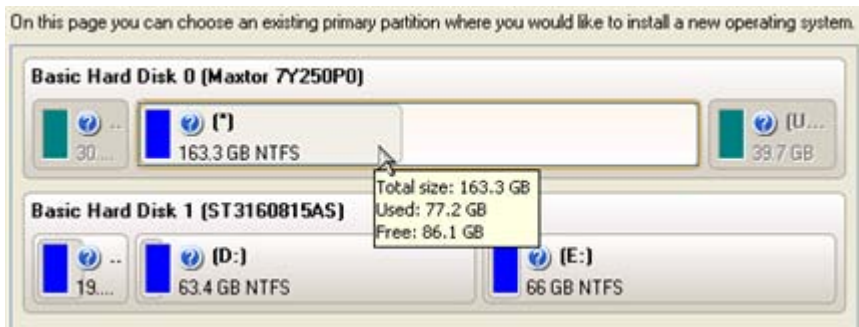 On this page you can choose an existing primary partition where you would like to install a new operating system.
Basic Hard Disk 0 (Maxtor 7Y250P0)
..
30....
(*)
163.3 GB NTFS
(U...
39.7 GB
Total size: 163.3 GB
Used: 77.2 GB
Free: 86.1 GB
Basic Hard Disk 1 (ST3160815AS)
..
19....
(D:)
63.4 GB NTFS
(E:)
66 GB NTFS